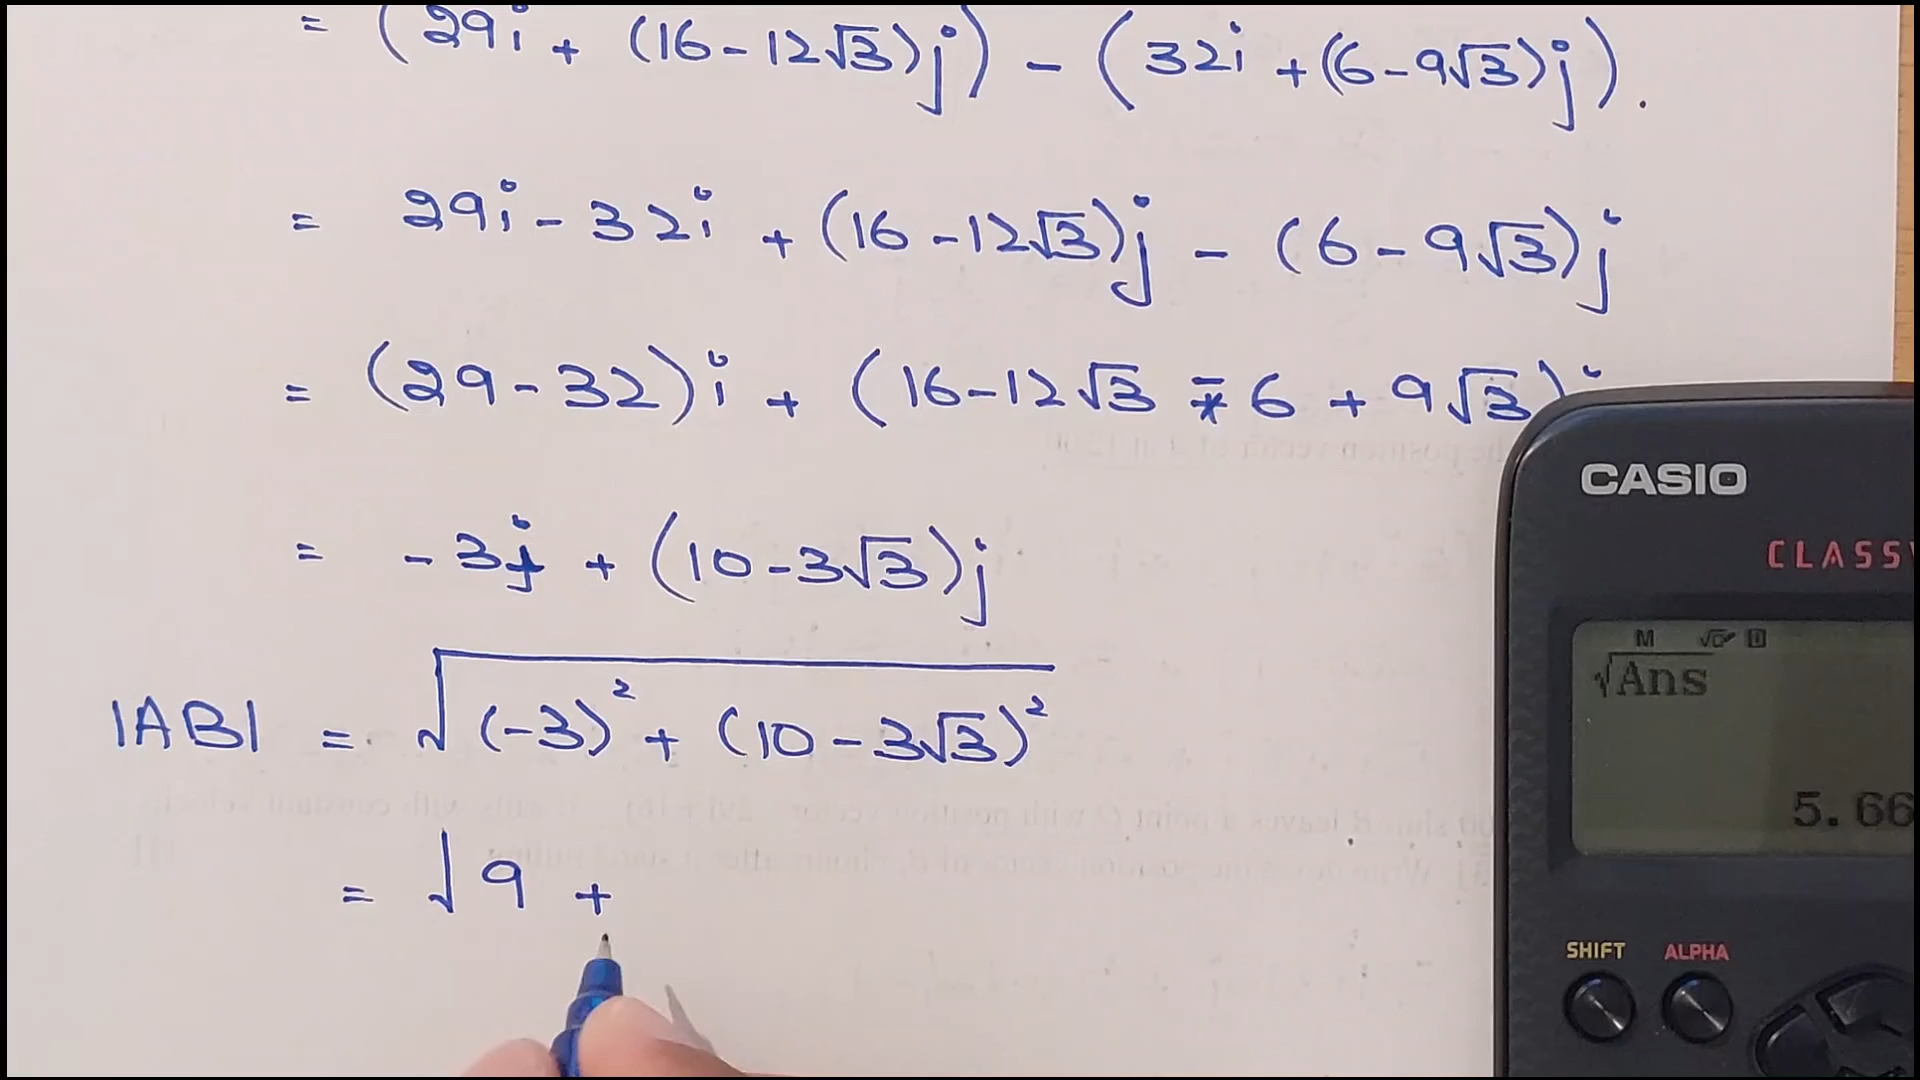 = (29i + (16-12√3)j) - (32i + (6-9√3)j).
= 29i - 32i + (16-12√3)j - (6-9√3)j
= (29-32)i + (16-12√3 - 6 + 9√3)j
= -3i + (10-3√3)j
|AB| = √((-3)² + (10-3√3)²)
= √9 +
CASIO
CLASSW
M
√Ans
5.66
SHIFT ALPHA